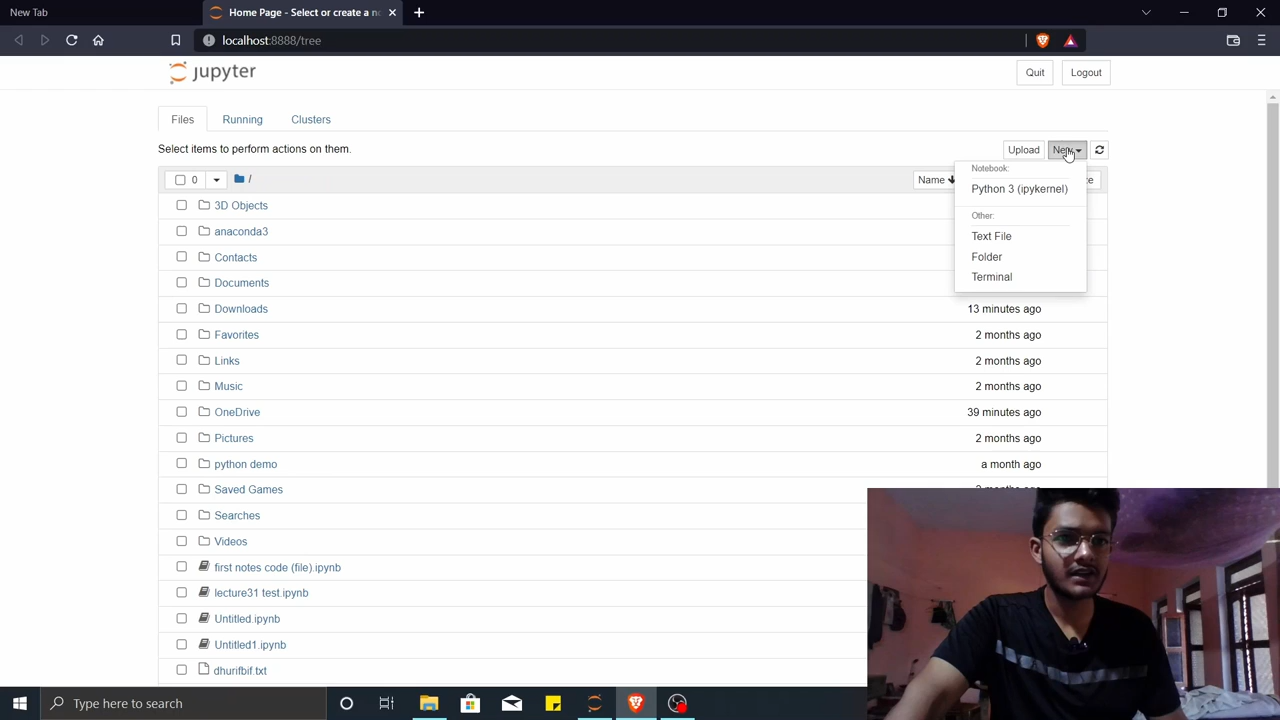 New Tab
Home Page - Select or create a n
localhost:8888/tree
jupyter
Quit
Logout
Files
Running
Clusters
Select items to perform actions on them.
Upload
New
0
/
Name
Notebook:
Python 3 (ipykernel)
Other:
Text File
Folder
Terminal
3D Objects
anaconda3
Contacts
Documents
Downloads
13 minutes ago
Favorites
2 months ago
Links
2 months ago
Music
2 months ago
OneDrive
39 minutes ago
Pictures
2 months ago
python demo
a month ago
Saved Games
Searches
Videos
first notes code (file).ipynb
lecture31 test.ipynb
Untitled.ipynb
Untitled1.ipynb
dhurifbif.txt
Type here to search